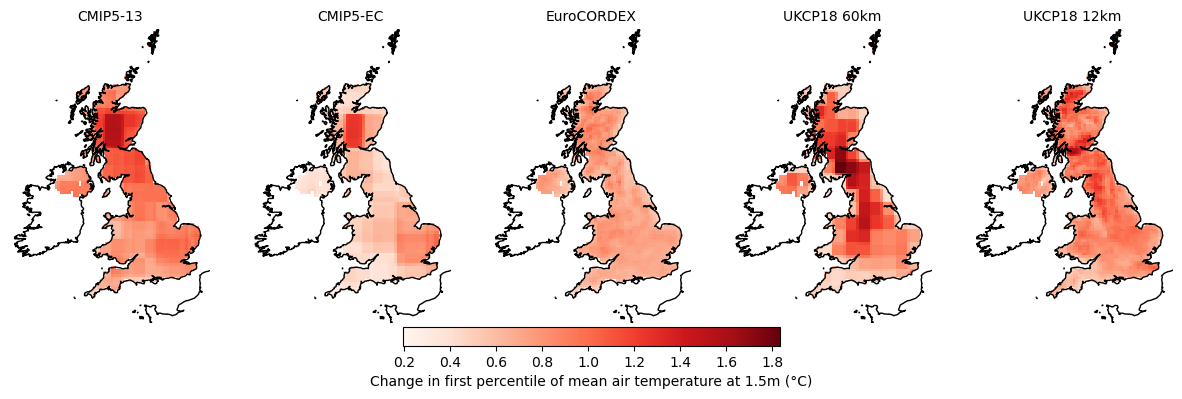 CMIP5-13 CMIP5-EC EuroCORDEX UKCP18 60km UKCP18 12km
0.2 0.4 0.6 0.8 1.0 1.2 1.4 1.6 1.8
Change in first percentile of mean air temperature at 1.5m (°C)